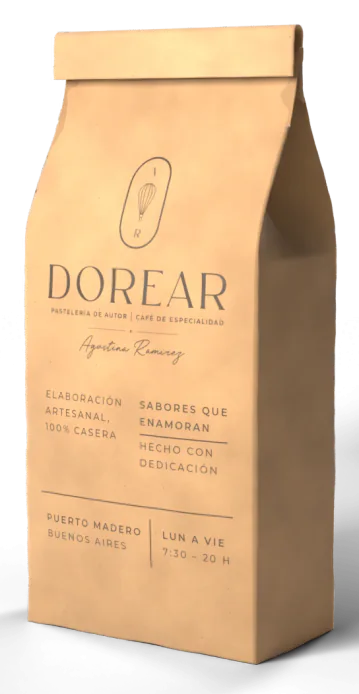 I
R
DOREAR
PASTELERÍA DE AUTOR | CAFÉ DE ESPECIALIDAD
Agostina Ramirez
ELABORACIÓN
ARTESANAL,
100% CASERA
SABORES QUE
ENAMORAN
HECHO CON
DEDICACIÓN
PUERTO MADERO
BUENOS AIRES
LUN A VIE
7:30 – 20 H